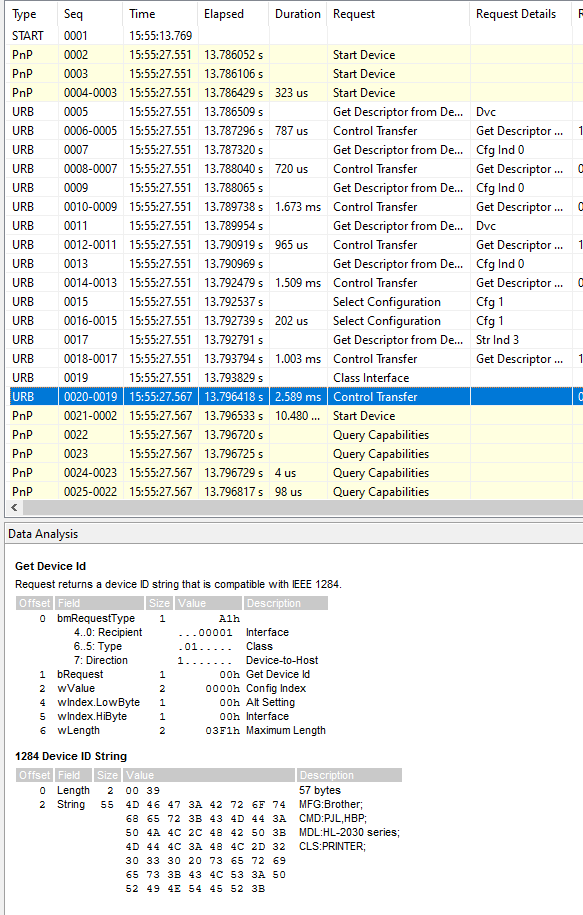 Type Seq Time Elapsed Duration Request Request Details R
START 0001 15:55:13.769
PnP 0002 15:55:27.551 13.786052 s Start Device
PnP 0003 15:55:27.551 13.786106 s Start Device
PnP 0004-0003 15:55:27.551 13.786429 s 323 us Start Device
URB 0005 15:55:27.551 13.786509 s Get Descriptor from De... Dvc
URB 0006-0005 15:55:27.551 13.787296 s 787 us Control Transfer Get Descriptor ... 1
URB 0007 15:55:27.551 13.787320 s Get Descriptor from De... Cfg Ind 0
URB 0008-0007 15:55:27.551 13.788040 s 720 us Control Transfer Get Descriptor ... 0
URB 0009 15:55:27.551 13.788065 s Get Descriptor from De... Cfg Ind 0
URB 0010-0009 15:55:27.551 13.789738 s 1.673 ms Control Transfer Get Descriptor ... 0
URB 0011 15:55:27.551 13.789954 s Get Descriptor from De... Dvc
URB 0012-0011 15:55:27.551 13.790919 s 965 us Control Transfer Get Descriptor ... 1
URB 0013 15:55:27.551 13.790969 s Get Descriptor from De... Cfg Ind 0
URB 0014-0013 15:55:27.551 13.792479 s 1.509 ms Control Transfer Get Descriptor ... 0
URB 0015 15:55:27.551 13.792537 s Select Configuration Cfg 1
URB 0016-0015 15:55:27.551 13.792739 s 202 us Select Configuration Cfg 1
URB 0017 15:55:27.551 13.792791 s Get Descriptor from De... Str Ind 3
URB 0018-0017 15:55:27.551 13.793794 s 1.003 ms Control Transfer Get Descriptor ... 1
URB 0019 15:55:27.551 13.793829 s Class Interface
URB 0020-0019 15:55:27.567 13.796418 s 2.589 ms Control Transfer 0
PnP 0021-0002 15:55:27.567 13.796533 s 10.480 ... Start Device
PnP 0022 15:55:27.567 13.796720 s Query Capabilities
PnP 0023 15:55:27.567 13.796725 s Query Capabilities
PnP 0024-0023 15:55:27.567 13.796729 s 4 us Query Capabilities
PnP 0025-0022 15:55:27.567 13.796817 s 98 us Query Capabilities
Data Analysis
Get Device Id
Request returns a device ID string that is compatible with IEEE 1284.
Offset Field Size Value Description
0 bmRequestType 1 A1h
4..0: Recipient ...00001 Interface
6..5: Type .01..... Class
7: Direction 1....... Device-to-Host
1 bRequest 1 00h Get Device Id
2 wValue 2 0000h Config Index
4 wIndex.LowByte 1 00h Alt Setting
5 wIndex.HiByte 1 00h Interface
6 wLength 2 03F1h Maximum Length
1284 Device ID String
Offset Field Size Value Description
0 Length 2 00 39 57 bytes
2 String 55 4D 46 47 3A 42 72 6F 74 MFG:Brother;
68 65 72 3B 43 4D 44 3A CMD:PJL,HBP;
50 4A 4C 2C 48 42 50 3B MDL:HL-2030 series;
4D 44 4C 3A 48 4C 2D 32 CLS:PRINTER;
30 33 30 20 73 65 72 69
65 73 3B 43 4C 53 3A 50
52 49 4E 54 45 52 3B